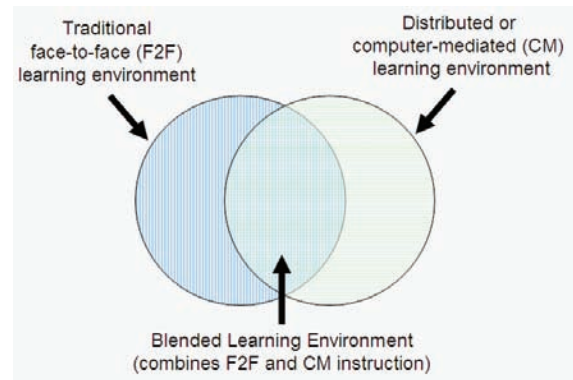 Traditional
face-to-face (F2F)
learning environment
Distributed or
computer-mediated (CM)
learning environment
Blended Learning Environment
(combines F2F and CM instruction)